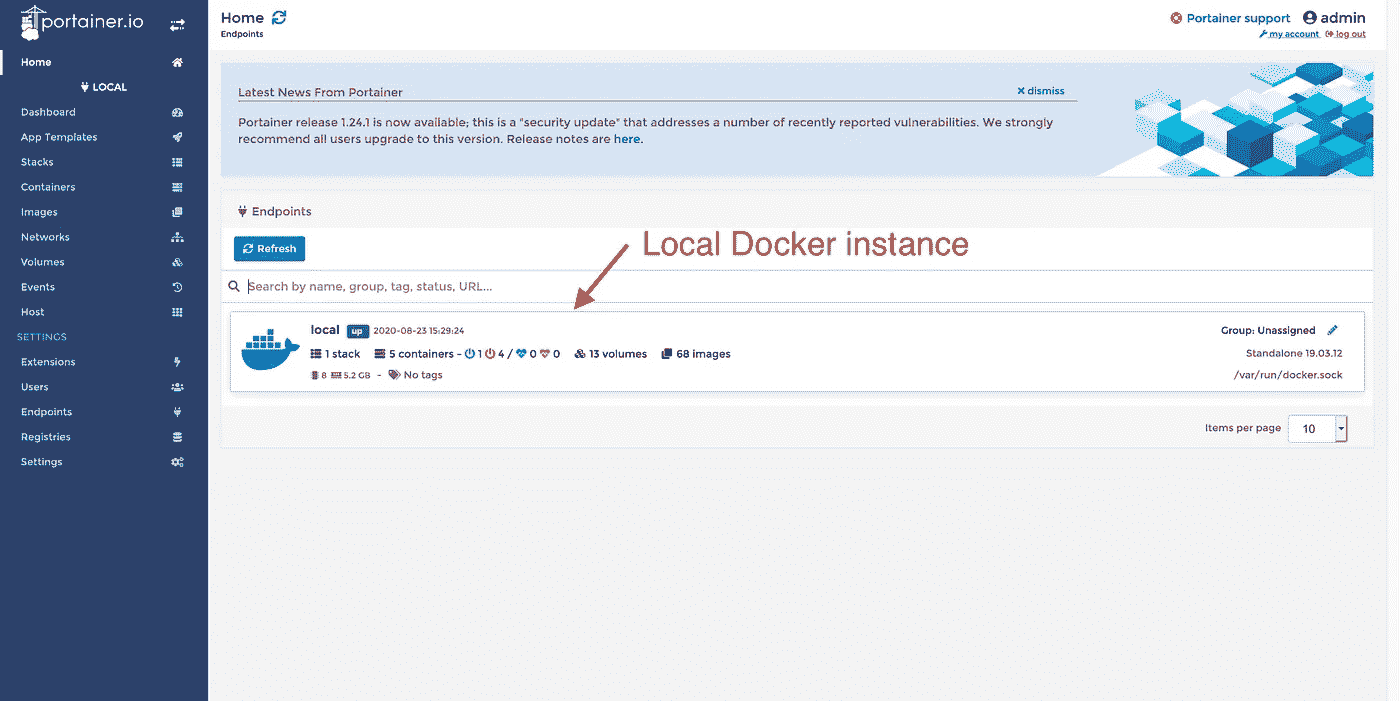 portainer.io
Home
LOCAL
Dashboard
App Templates
Stacks
Containers
Images
Networks
Volumes
Events
Host
SETTINGS
Extensions
Users
Endpoints
Registries
Settings
Home
Endpoints
Portainer support admin
my account log out
Latest News From Portainer
dismiss
Portainer release 1.24.1 is now available; this is a "security update" that addresses a number of recently reported vulnerabilities. We strongly
recommend all users upgrade to this version. Release notes are here.
Endpoints
Refresh
Local Docker instance
Search by name, group, tag, status, URL...
local up 2020-08-23 15:29:24
Group: Unassigned
1 stack 5 containers - 1 4 / 0 0 13 volumes 68 images
Standalone 19.03.12
8 5.2 GB - No tags
/var/run/docker.sock
Items per page 10